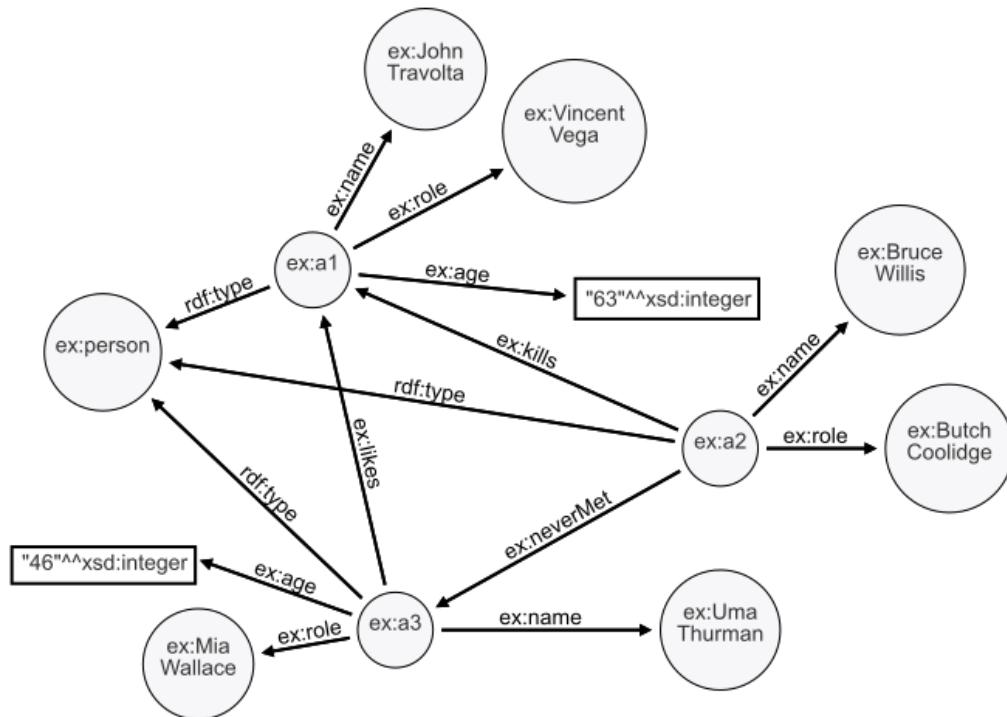 ex:John
Travolta
ex:Vincent
Vega
ex:name
ex:role
ex:a1
ex:age
"63"^^xsd:integer
ex:Bruce
Willis
rdf:type
ex:person
ex:kills
ex:name
rdf:type
ex:likes
ex:a2
ex:role
ex:Butch
Coolidge
rdf:type
ex:neverMet
"46"^^xsd:integer
ex:age
ex:role
ex:a3
ex:name
ex:Uma
Thurman
ex:Mia
Wallace